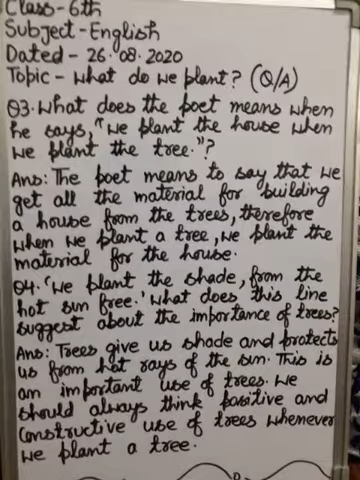 Class-6th
Subject-English
Dated-26.08.2020
Topic-What do we plant? (Q/A)
Q3.What does the poet means when
he says, "We plant the house when
we plant the tree."?
Ans: The poet means to say that we
get all the material for building
a house from the trees, therefore
when we plant a tree, we plant the
material for the house.
Q4. 'We plant the shade, from the
hot sun free.' What does this line
suggest about the importance of trees?
Ans: Trees give us shade and protects
us from hot rays of the sun. This is
an important use of trees. We
should always think positive and
constructive use of trees whenever
we plant a tree.